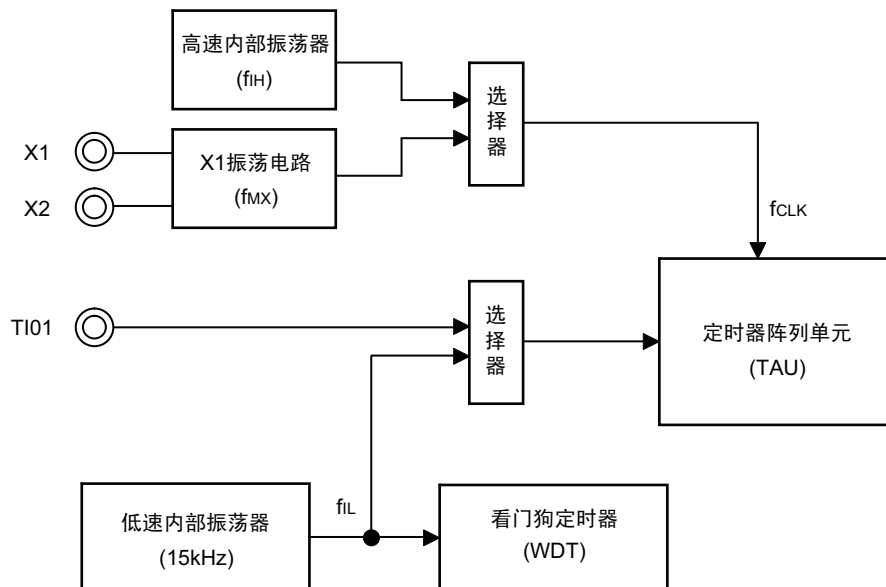 高速内部振荡器
(fIH)
选择器
X1
X1振荡电路
(fMX)
X2
fCLK
TI01
选择器
定时器阵列单元
(TAU)
低速内部振荡器
(15kHz)
fIL
看门狗定时器
(WDT)